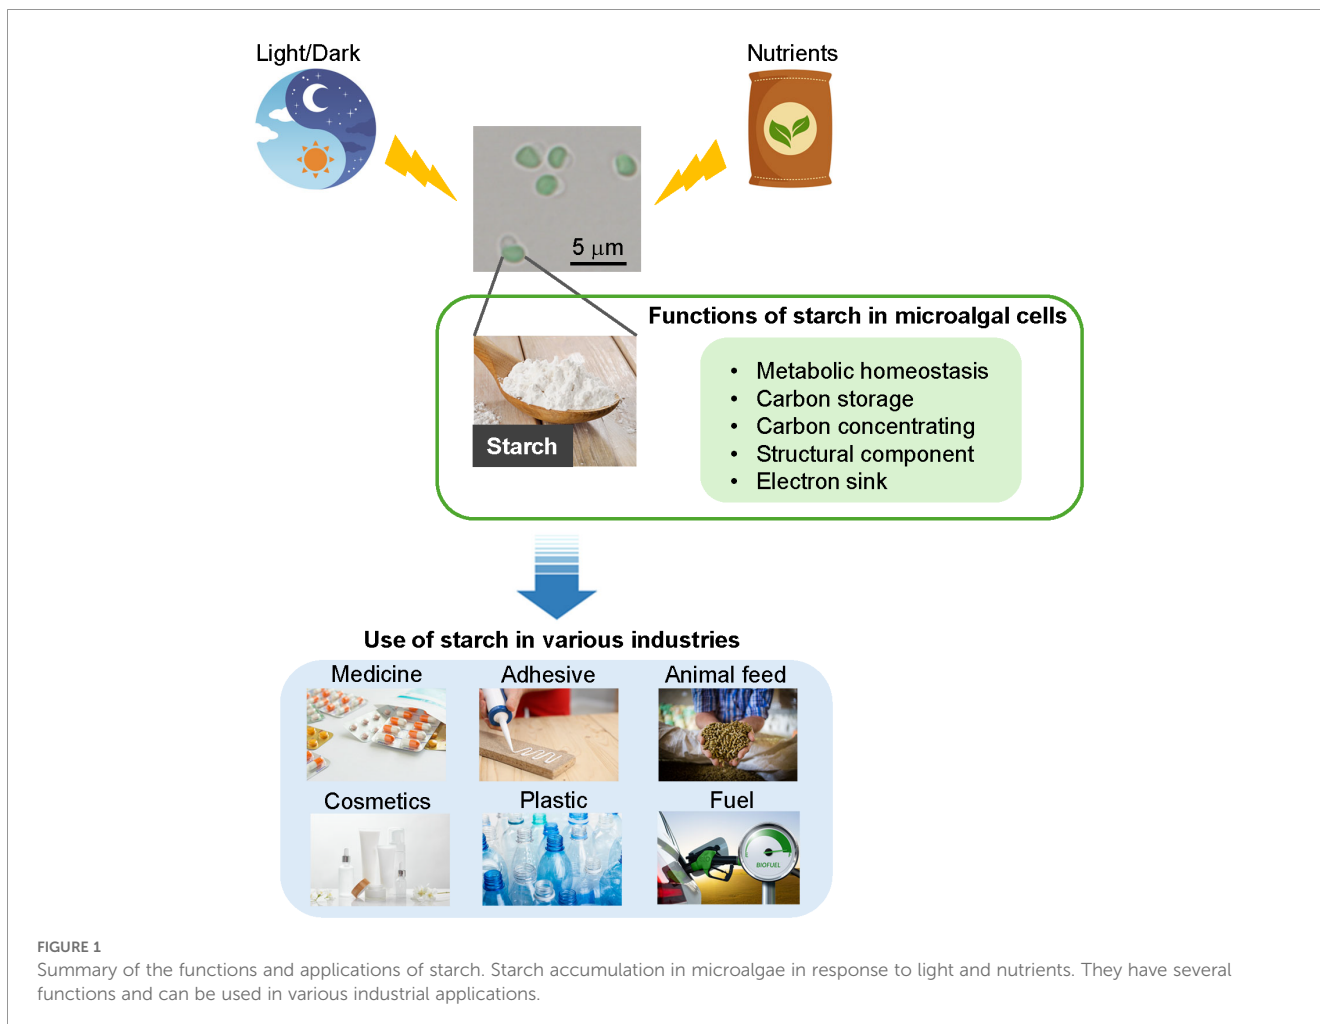 Light/Dark
Nutrients
5 μm
Functions of starch in microalgal cells
• Metabolic homeostasis
• Carbon storage
• Carbon concentrating
• Structural component
• Electron sink
Starch
Use of starch in various industries
Medicine
Adhesive
Animal feed
Cosmetics
Plastic
Fuel
BIOFUEL
FIGURE 1
Summary of the functions and applications of starch. Starch accumulation in microalgae in response to light and nutrients. They have several
functions and can be used in various industrial applications.